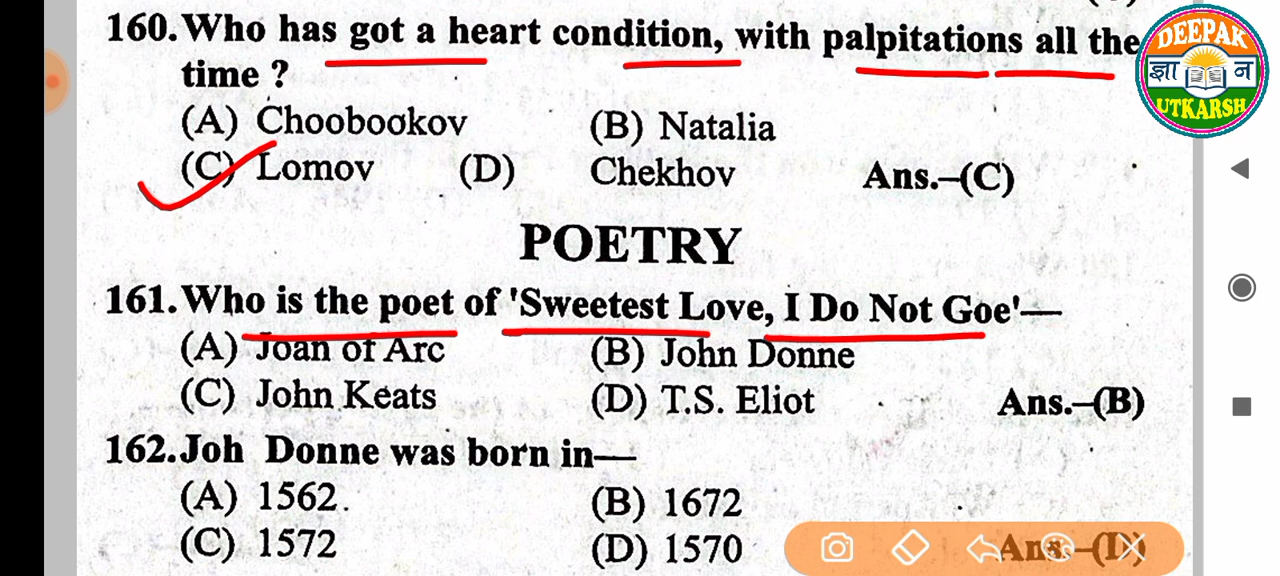 160. Who has got a heart condition, with palpitations all the
time ?
(A) Choobookov (B) Natalia
(C) Lomov (D) Chekhov Ans.–(C)
POETRY
161. Who is the poet of 'Sweetest Love, I Do Not Goe'—
(A) Joan of Arc (B) John Donne
(C) John Keats (D) T.S. Eliot Ans.–(B)
162. Joh Donne was born in—
(A) 1562. (B) 1672
(C) 1572 (D) 1570 Ans.–(D)
DEEPAK
ज्ञा न
UTKARSH